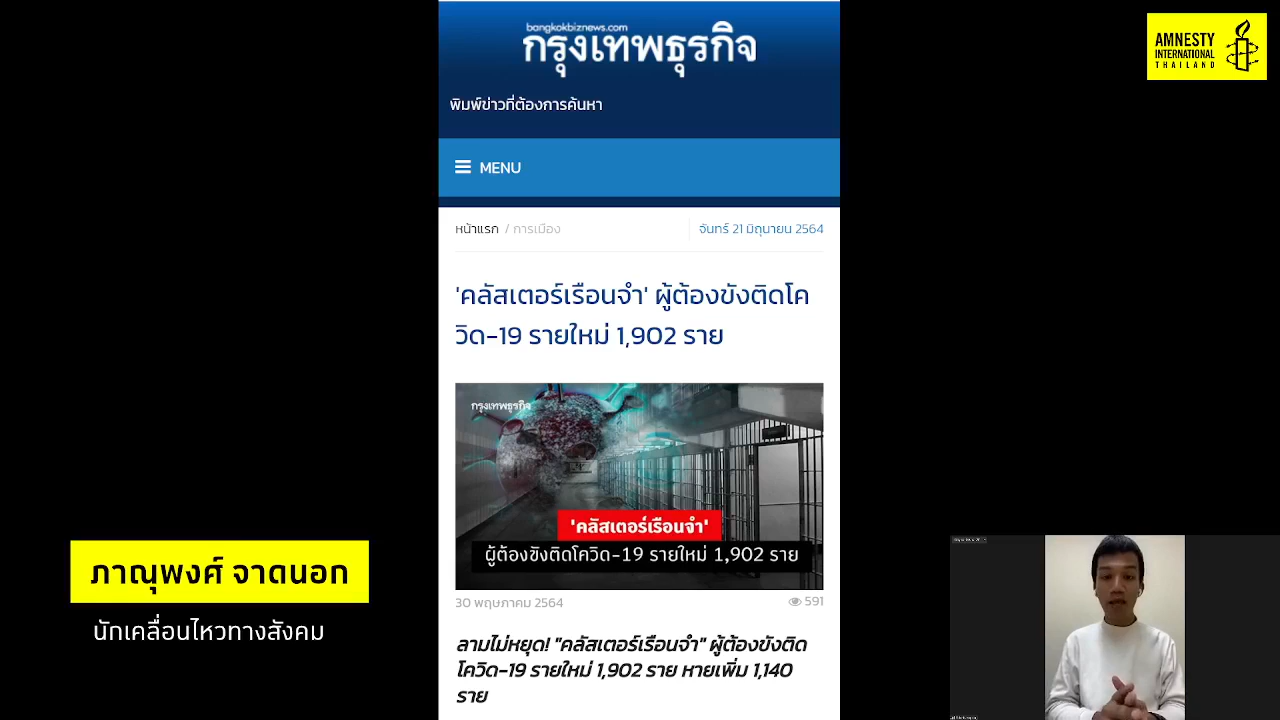 bangkokbiznews.com
กรุงเทพธุรกิจ
พิมพ์ข่าวที่ต้องการค้นหา
MENU
หน้าแรก / การเมือง
จันทร์ 21 มิถุนายน 2564
'คลัสเตอร์เรือนจำ' ผู้ต้องขังติดโค
วิด-19 รายใหม่ 1,902 ราย
กรุงเทพธุรกิจ
'คลัสเตอร์เรือนจำ'
ผู้ต้องขังติดโควิด-19 รายใหม่ 1,902 ราย
30 พฤษภาคม 2564
591
ลามไม่หยุด! "คลัสเตอร์เรือนจำ" ผู้ต้องขังติด
โควิด-19 รายใหม่ 1,902 ราย หายเพิ่ม 1,140
ราย
AMNESTY
INTERNATIONAL
THAILAND
ภาณุพงศ์ จาดนอก
นักเคลื่อนไหวทางสังคม